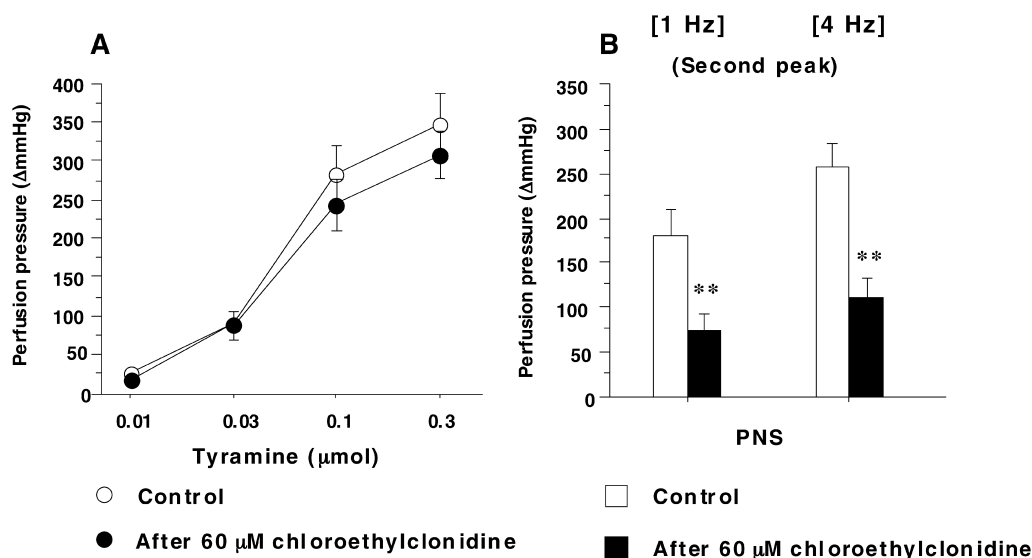 A
Perfusion pressure (ΔmmHg)
400
350
300
250
200
150
100
50
0
0.01 0.03 0.1 0.3
Tyramine (μmol)
Control
After 60 μM chloroethylclonidine
B
[1 Hz] [4 Hz]
(Second peak)
Perfusion pressure (ΔmmHg)
350
300
250
200
150
100
50
0
**
**
PNS
Control
After 60 μM chloroethylclonidine